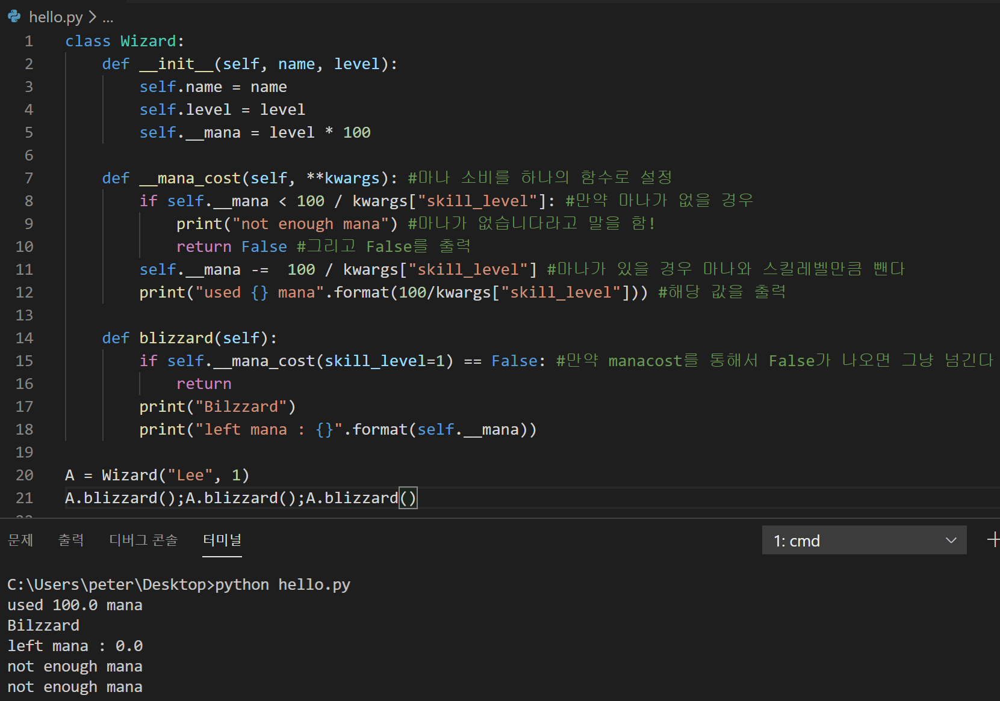 hello.py > ...
1 class Wizard:
2     def __init__(self, name, level):
3         self.name = name
4         self.level = level
5         self.__mana = level * 100
6
7     def __mana_cost(self, **kwargs): #마나 소비를 하나의 함수로 설정
8         if self.__mana < 100 / kwargs["skill_level"]: #만약 마나가 없을 경우
9             print("not enough mana") #마나가 없습니다라고 말을 함!
10             return False #그리고 False를 출력
11         self.__mana -=  100 / kwargs["skill_level"] #마나가 있을 경우 마나와 스킬레벨만큼 뺀다
12         print("used {} mana".format(100/kwargs["skill_level"])) #해당 값을 출력
13
14     def blizzard(self):
15         if self.__mana_cost(skill_level=1) == False: #만약 manacost를 통해서 False가 나오면 그냥 넘긴다
16             return
17         print("Bilzzard")
18         print("left mana : {}".format(self.__mana))
19
20 A = Wizard("Lee", 1)
21 A.blizzard();A.blizzard();A.blizzard()
문제 출력 디버그 콘솔 터미널 1: cmd
C:\Users\peter\Desktop>python hello.py
used 100.0 mana
Bilzzard
left mana : 0.0
not enough mana
not enough mana